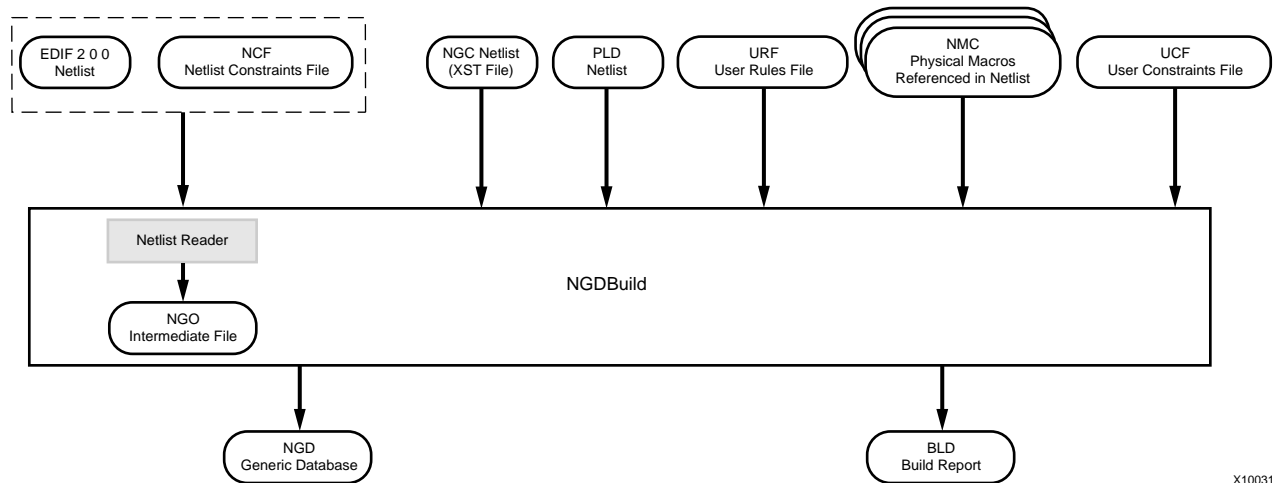 EDIF 2 0 0
Netlist
NCF
Netlist Constraints File
NGC Netlist
(XST File)
PLD
Netlist
URF
User Rules File
NMC
Physical Macros
Referenced in Netlist
UCF
User Constraints File
Netlist Reader
NGDBuild
NGO
Intermediate File
NGD
Generic Database
BLD
Build Report
X10031